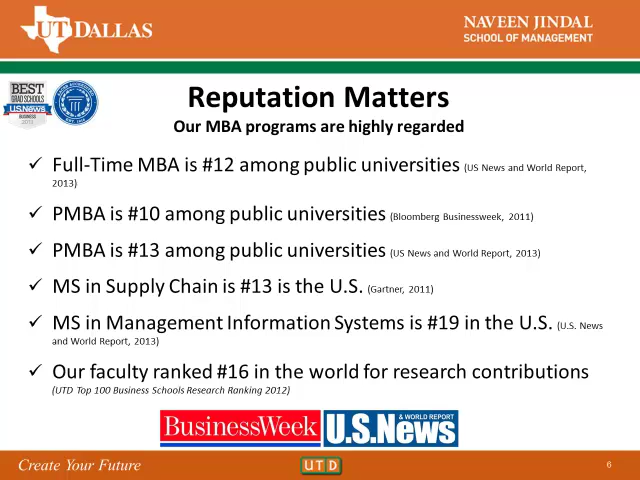 UT DALLAS
NAVEEN JINDAL
SCHOOL OF MANAGEMENT
BEST
GRAD SCHOOLS
U.S.News
BUSINESS
2013
Reputation Matters
Our MBA programs are highly regarded
✓ Full-Time MBA is #12 among public universities (US News and World Report,
2013)
✓ PMBA is #10 among public universities (Bloomberg Businessweek, 2011)
✓ PMBA is #13 among public universities (US News and World Report, 2013)
✓ MS in Supply Chain is #13 is the U.S. (Gartner, 2011)
✓ MS in Management Information Systems is #19 in the U.S. (U.S. News
and World Report, 2013)
✓ Our faculty ranked #16 in the world for research contributions
(UTD Top 100 Business Schools Research Ranking 2012)
BusinessWeek
U.S.News
& WORLD REPORT
Create Your Future
UTD
6